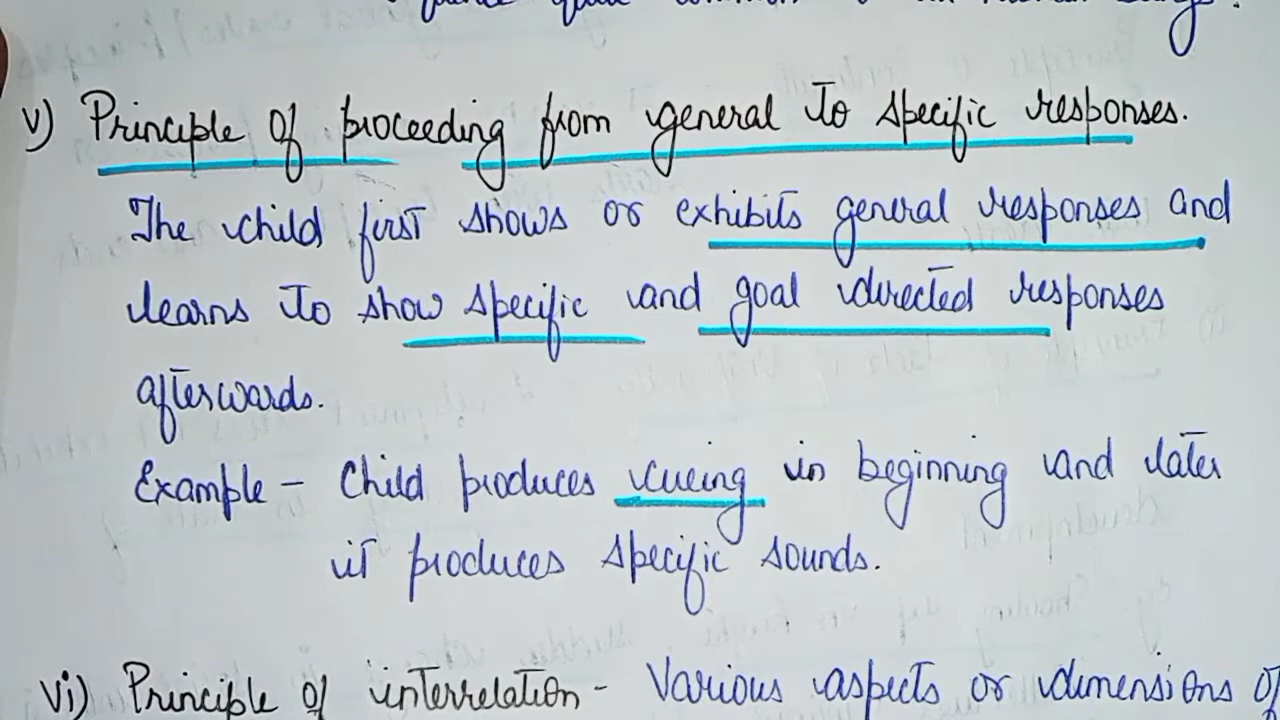 common
v) Principle of proceeding from general to specific responses.
The child first shows or exhibits general responses and
learns to show specific and goal directed responses
afterwards.
Example - Child produces cueing in beginning and later
it produces specific sounds.
vi) Principle of interrelation - Various aspects or dimensions of